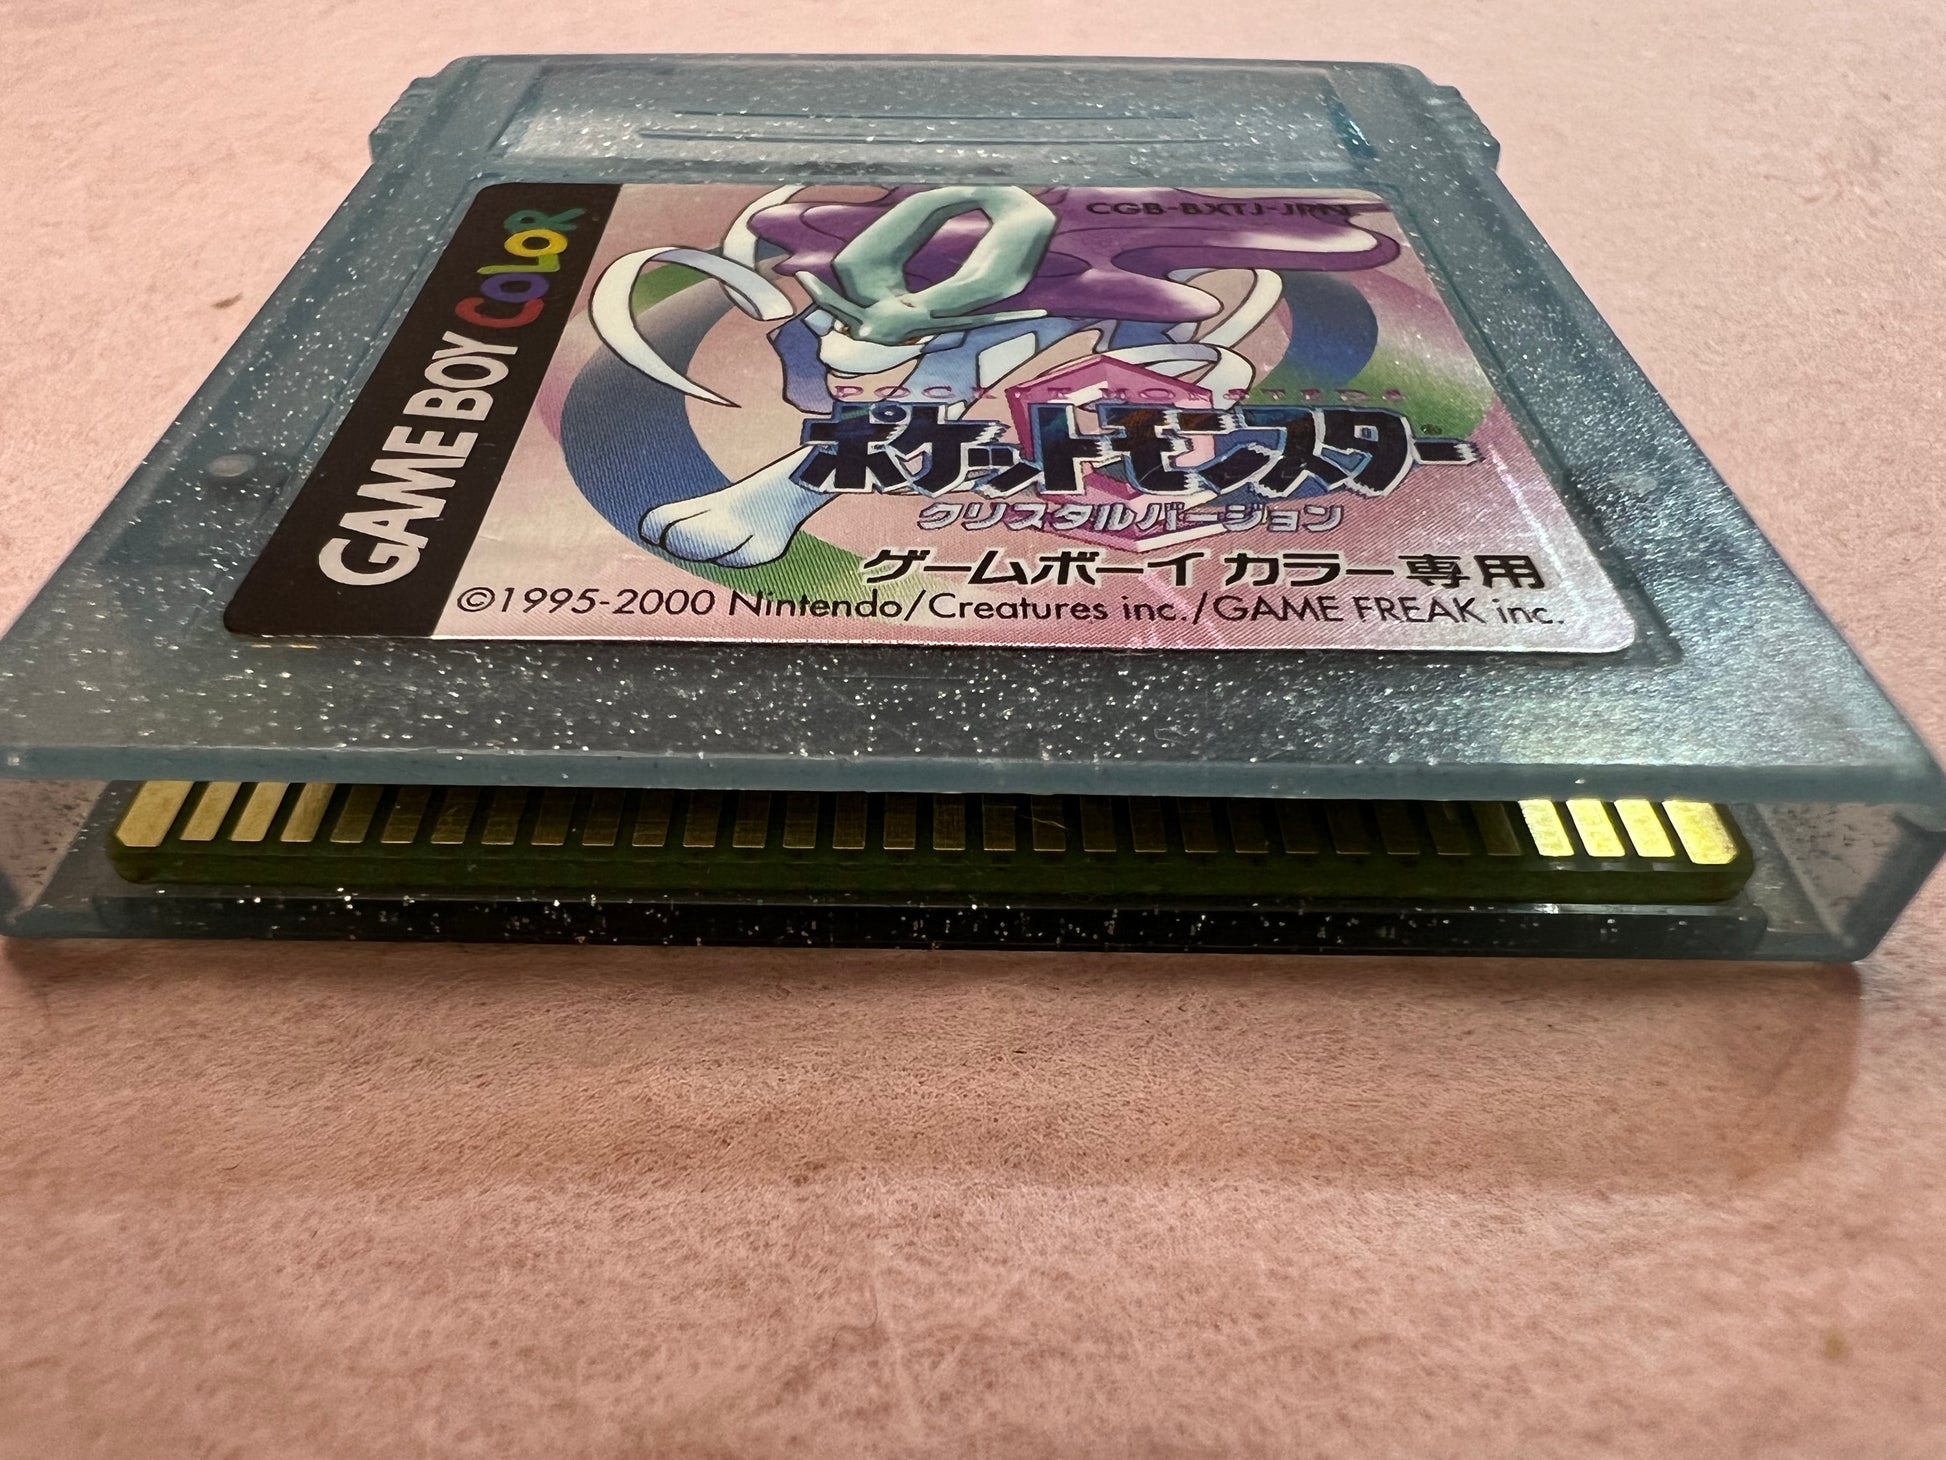 GAME BOY COLOR
CGB-BXTJ-JPN
POCKET MONSTERS
ポケットモンスター
クリスタルバージョン
ゲームボーイ カラー専用
©1995-2000 Nintendo/Creatures inc./GAME FREAK inc.